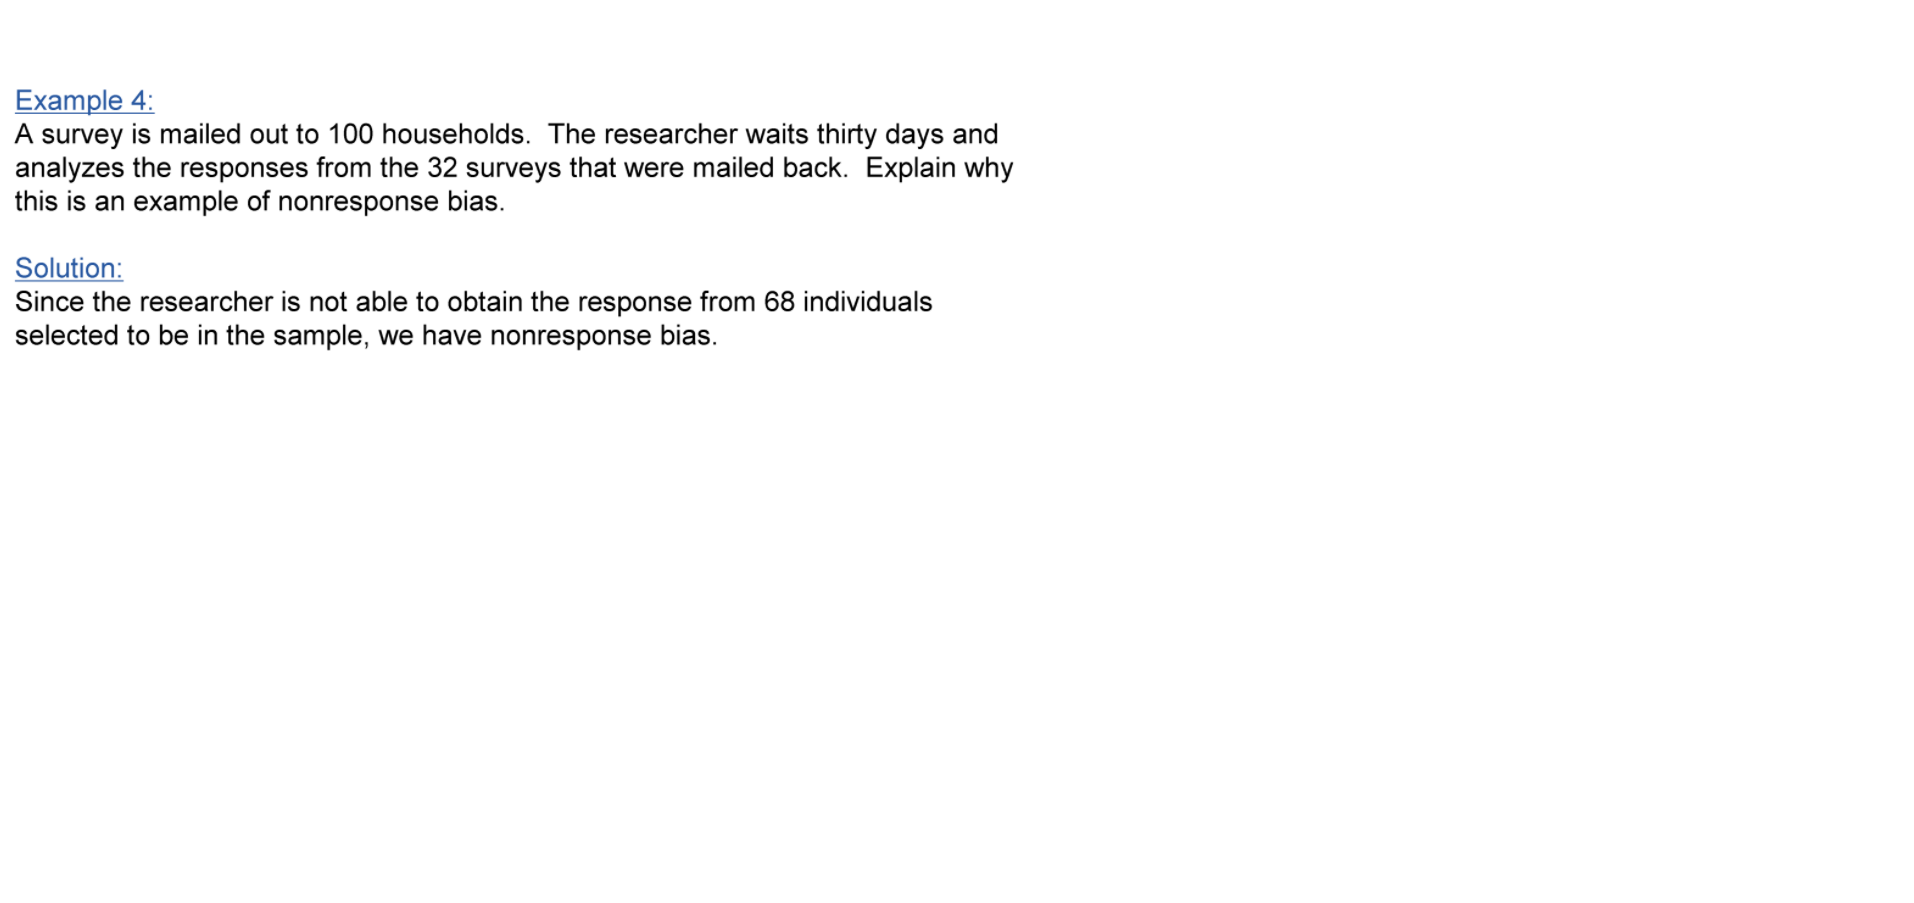 Example 4:
A survey is mailed out to 100 households.  The researcher waits thirty days and
analyzes the responses from the 32 surveys that were mailed back.  Explain why
this is an example of nonresponse bias.
Solution:
Since the researcher is not able to obtain the response from 68 individuals
selected to be in the sample, we have nonresponse bias.